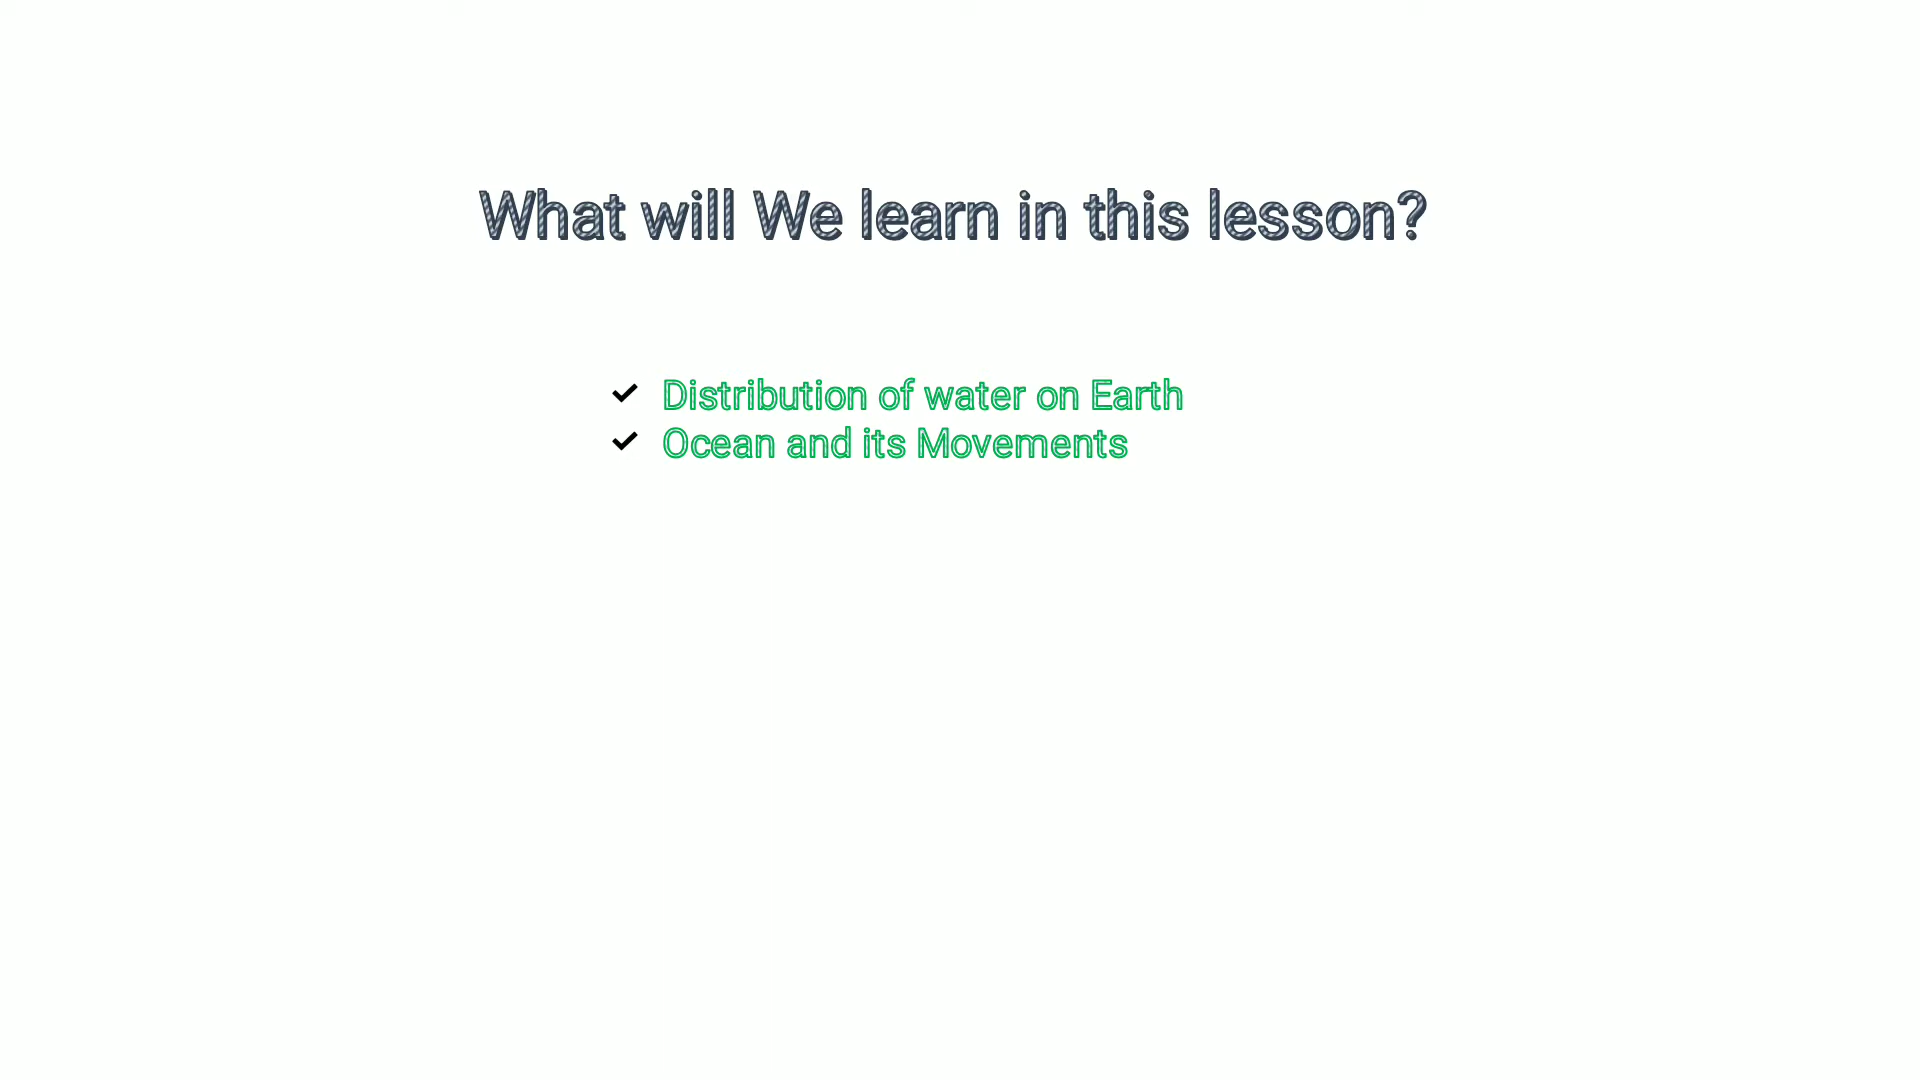 What will We learn in this lesson?
✓ Distribution of water on Earth
✓ Ocean and its Movements